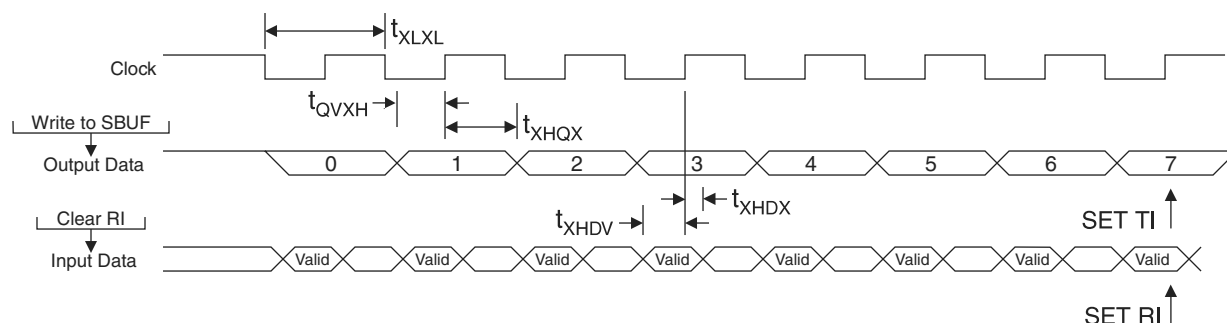 tXLXL
Clock
tQVXH
tXHQX
Write to SBUF
Output Data
0 1 2 3 4 5 6 7
tXHDX
tXHDV
SET TI
Clear RI
Input Data
Valid Valid Valid Valid Valid Valid Valid Valid
SET RI